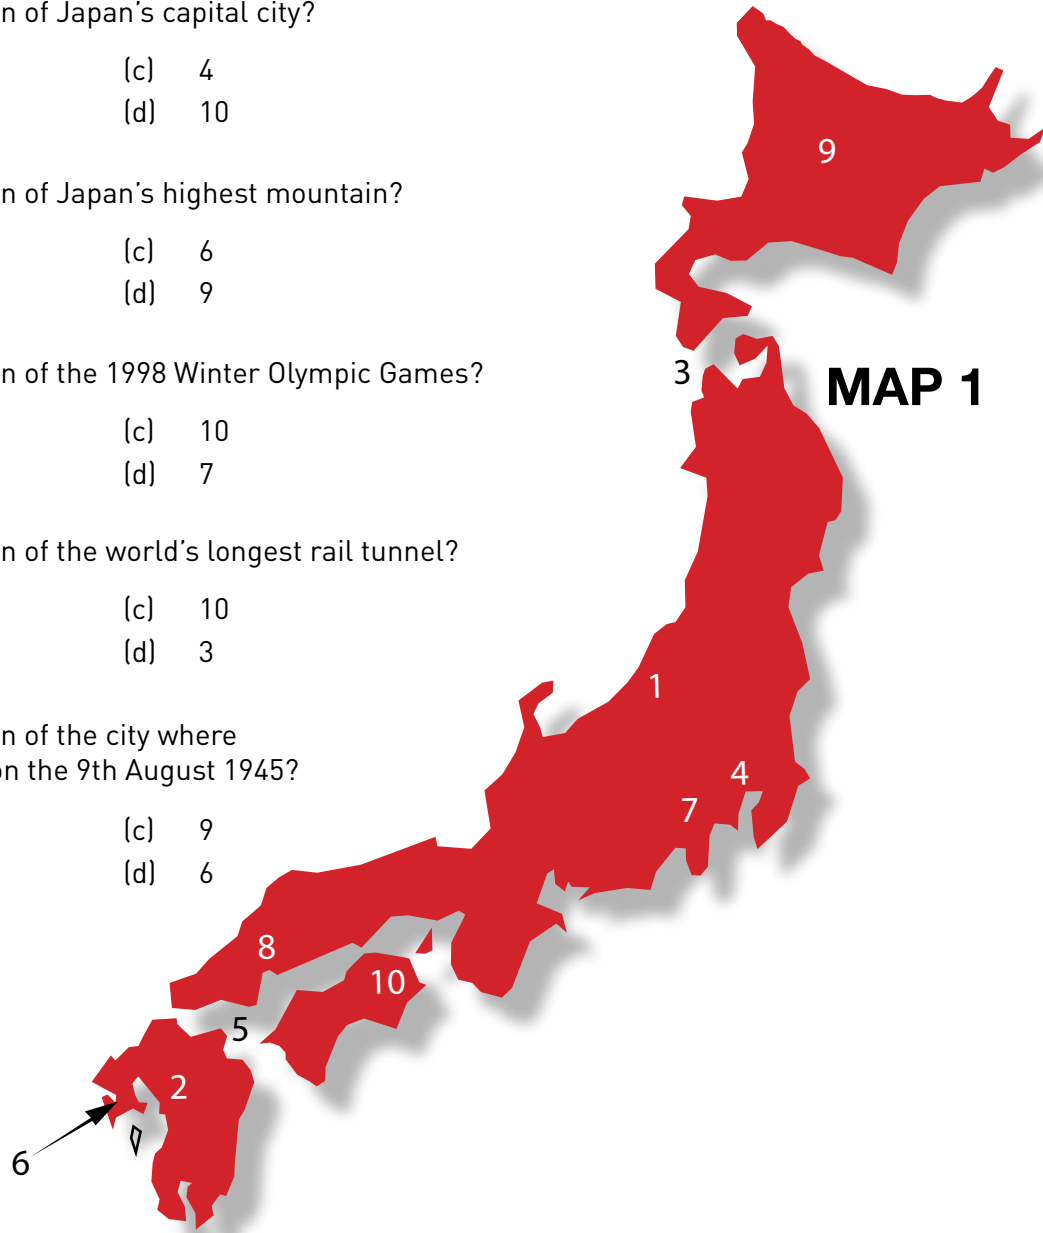 n of Japan's capital city?
(c) 4
(d) 10
n of Japan's highest mountain?
(c) 6
(d) 9
n of the 1998 Winter Olympic Games?
(c) 10
(d) 7
n of the world's longest rail tunnel?
(c) 10
(d) 3
n of the city where
on the 9th August 1945?
(c) 9
(d) 6
9
3
MAP 1
1
4
7
8
10
5
2
6